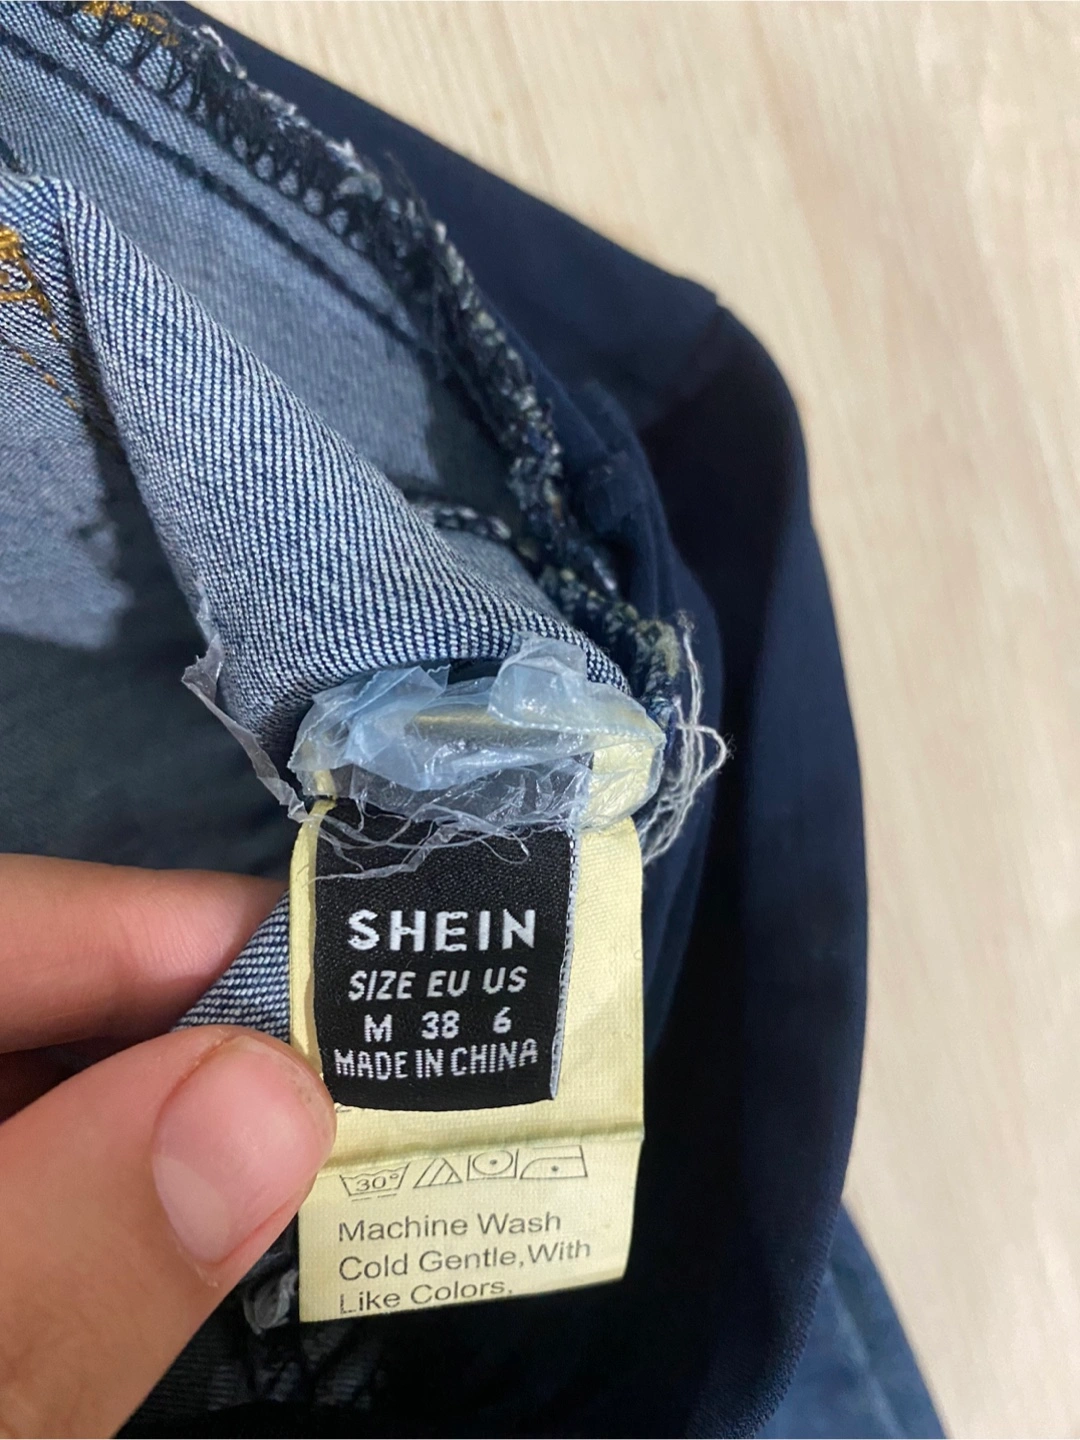 SHEIN
SIZE EU US
M 38 6
MADE IN CHINA
30°
Machine Wash
Cold Gentle,With
Like Colors.